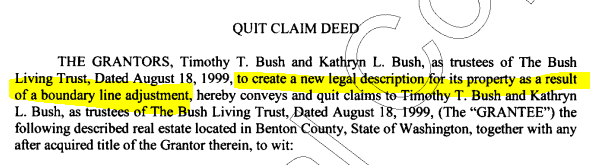 QUIT CLAIM DEED
THE GRANTORS, Timothy T. Bush and Kathryn L. Bush, as trustees of The Bush
Living Trust, Dated August 18, 1999, to create a new legal description for its property as a result
of a boundary line adjustment, hereby conveys and quit claims to Timothy T. Bush and Kathryn
L. Bush, as trustees of The Bush Living Trust, Dated August 18, 1999, (The “GRANTEE”) the
following described real estate located in Benton County, State of Washington, together with any
after acquired title of the Grantor therein, to wit: